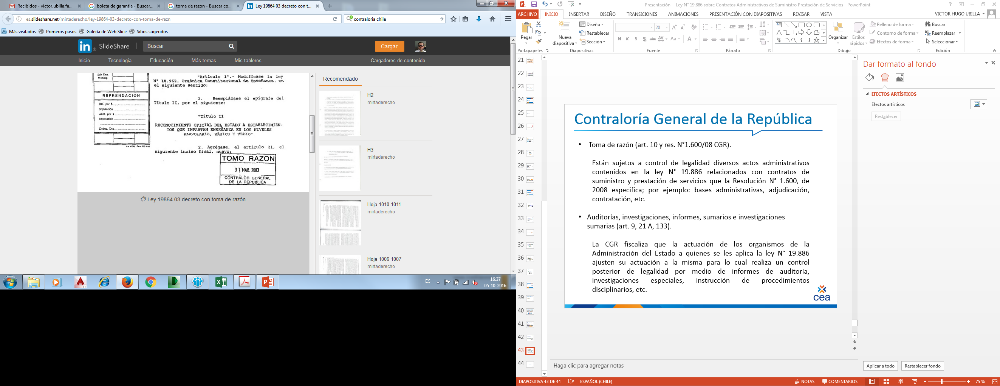 Recibidos - victor.ubilla.fa...
boleta de garantia - Buscar...
toma de razon - Buscar co...
Ley 19864 03 decreto con t...
es.slideshare.net/mirtaderecho/ley-19864-03-decreto-con-toma-de-razn
contraloria chile
Más visitados
Primeros pasos
Galería de Web Slice
Sitios sugeridos
in
SlideShare
Buscar
Cargar
Inicio
Tecnología
Educación
Más temas
Mis tableros
Cargadores de contenido
Sub Dep.
Municip.
REFRENDACION
Ref. por $
Imputación
Anot. por $
Imputación
Deduc. Dto.
"Artículo 1°.- Modifícase la ley
N° 18.962, Orgánica Constitucional de Enseñanza, en
el siguiente sentido:
1. Reemplázase el epígrafe del
Título II, por el siguiente:
"Título II
RECONOCIMIENTO OFICIAL DEL ESTADO A ESTABLECIMIEN-
TOS QUE IMPARTAN ENSEÑANZA EN LOS NIVELES
PARVULARIO, BÁSICO Y MEDIO".
2. Agrégase, al artículo 21, el
siguiente inciso final, nuevo:
TOMO RAZON
31 MAR. 2003
CONTRALOR GENERAL
DE LA REPUBLICA
Ley 19864 03 decreto con toma de razón
Recomendado
H2
mirtaderecho
H3
mirtaderecho
Hoja 1010 1011
mirtaderecho
Hoja 1006 1007
mirtaderecho
ES
16:37
05-10-2016
Presentación - Ley N° 19.886 sobre Contratos Administrativos de Suministro Prestación de Servicios - PowerPoint
ARCHIVO
INICIO
INSERTAR
DISEÑO
TRANSICIONES
ANIMACIONES
PRESENTACIÓN CON DIAPOSITIVAS
REVISAR
VISTA
VICTOR HUGO UBILLA
Pegar
Portapapeles
Nueva
diapositiva
Diseño
Restablecer
Sección
Diapositivas
20
N K S S abc AV Aa A
Fuente
Párrafo
Organizar
Estilos
rápidos
Relleno de forma
Contorno de forma
Efectos de forma
Dibujo
Buscar
Reemplazar
Seleccionar
Edición
21
22
23
24
25
26
27
28
29
30
31
32
33
34
35
36
37
38
39
40
41
42
43
44
Contraloría General de la República
• Toma de razón (art. 10 y res. N°1.600/08 CGR).
Están sujetos a control de legalidad diversos actos administrativos
contenidos en la ley N° 19.886 relacionados con contratos de
suministro y prestación de servicios que la Resolución N° 1.600, de
2008 especifica; por ejemplo: bases administrativas, adjudicación,
contratación, etc.
• Auditorías, investigaciones, informes, sumarios e investigaciones
sumarias (art. 9, 21 A, 133).
La CGR fiscaliza que la actuación de los organismos de la
Administración del Estado a quienes se les aplica la ley N° 19.886
ajusten su actuación a la misma para lo cual realiza un control
posterior de legalidad por medio de informes de auditoría,
investigaciones especiales, instrucción de procedimientos
disciplinarios, etc.
cea
Haga clic para agregar notas
Dar formato al fondo
EFECTOS ARTÍSTICOS
Efectos artísticos
Restablecer
Aplicar a todo
Restablecer fondo
DIAPOSITIVA 43 DE 44
ESPAÑOL (CHILE)
NOTAS
COMENTARIOS
75 %